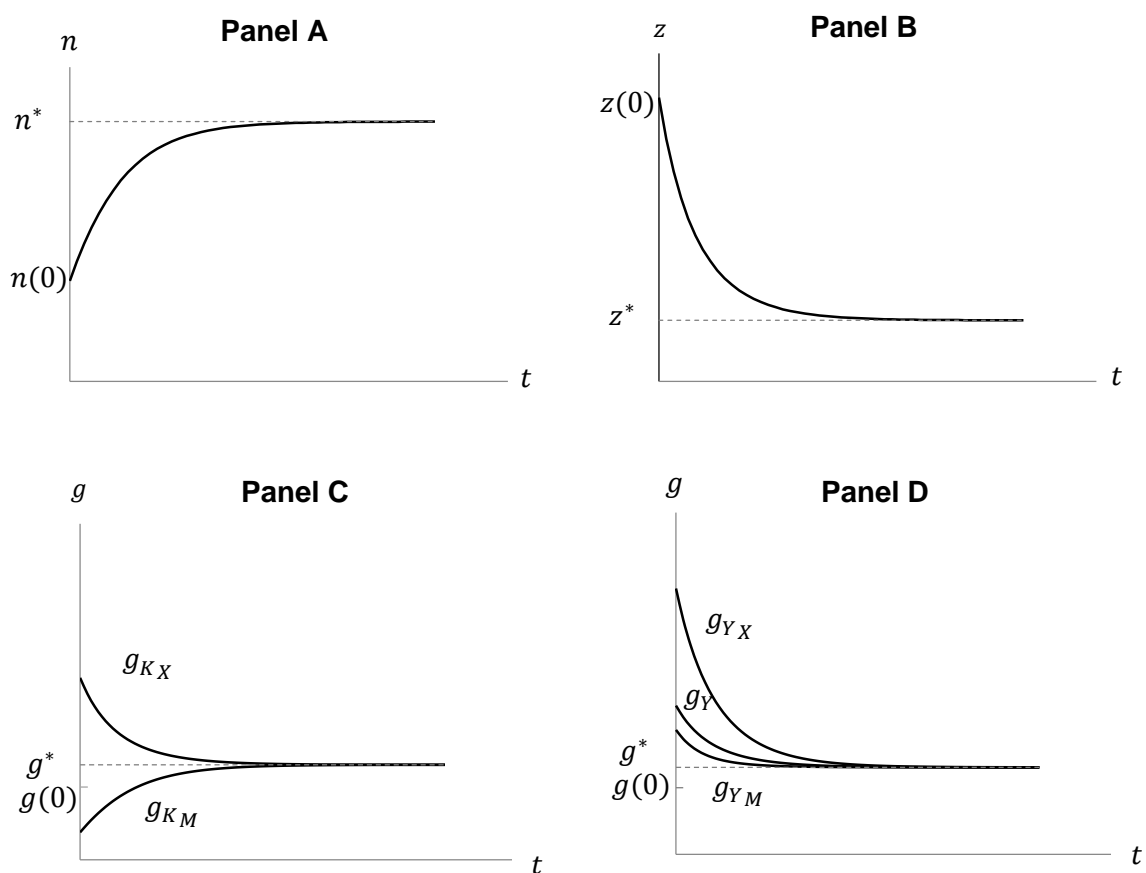 Panel A
n
n*
n(0)
t
Panel B
z
z(0)
z*
t
Panel C
g
g_{K_X}
g*
g(0)
g_{K_M}
t
Panel D
g
g_{Y_X}
g_Y
g*
g(0)
g_{Y_M}
t